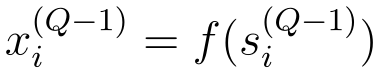 x_i^{(Q-1)} = f(s_i^{(Q-1)})